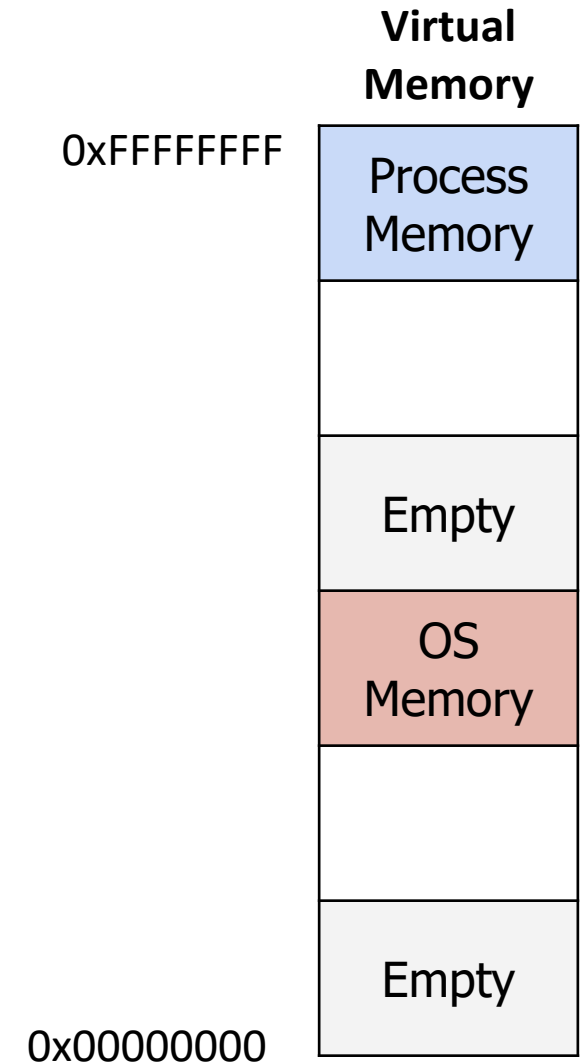 Virtual
Memory
0xFFFFFFFF
Process
Memory
Empty
OS
Memory
Empty
0x00000000